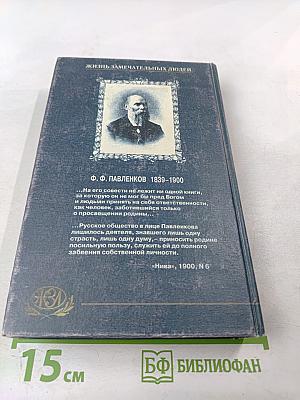 ЖИЗНЬ ЗАМЕЧАТЕЛЬНЫХ ЛЮДЕЙ
Ф. Ф. ПАВЛЕНКОВ 1839–1900
...На его совести не лежит ни одной книги,
за которую он не мог бы пред Богом
и людьми принять на себя ответственности,
как человек, заботившийся только
о просвещении родины...
...Русское общество в лице Павленкова
лишилось деятеля, знавшего лишь одну
страсть, лишь одну думу, – приносить родине
посильную пользу, служить ей до полного
забвения собственной личности.
«Нива», 1900, N 6
ЖЗЛ
15 см
БФ БИБЛИОФАН